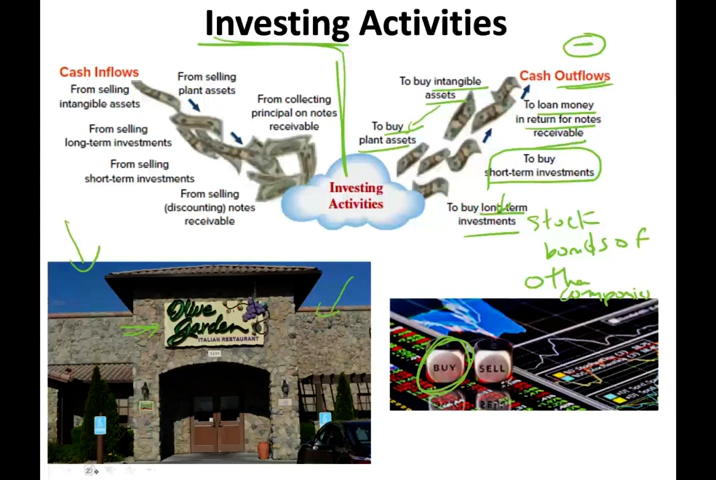 Investing Activities
Cash Inflows
From selling
intangible assets
From selling
plant assets
From collecting
principal on notes
receivable
From selling
long-term investments
From selling
short-term investments
From selling
(discounting) notes
receivable
Investing
Activities
Cash Outflows
To buy intangible
assets
To buy
plant assets
To loan money
in return for notes
receivable
To buy
short-term investments
To buy long-term
investments
stock
bonds of
other
companies
Olive
Garden
ITALIAN RESTAURANT
BUY
SELL